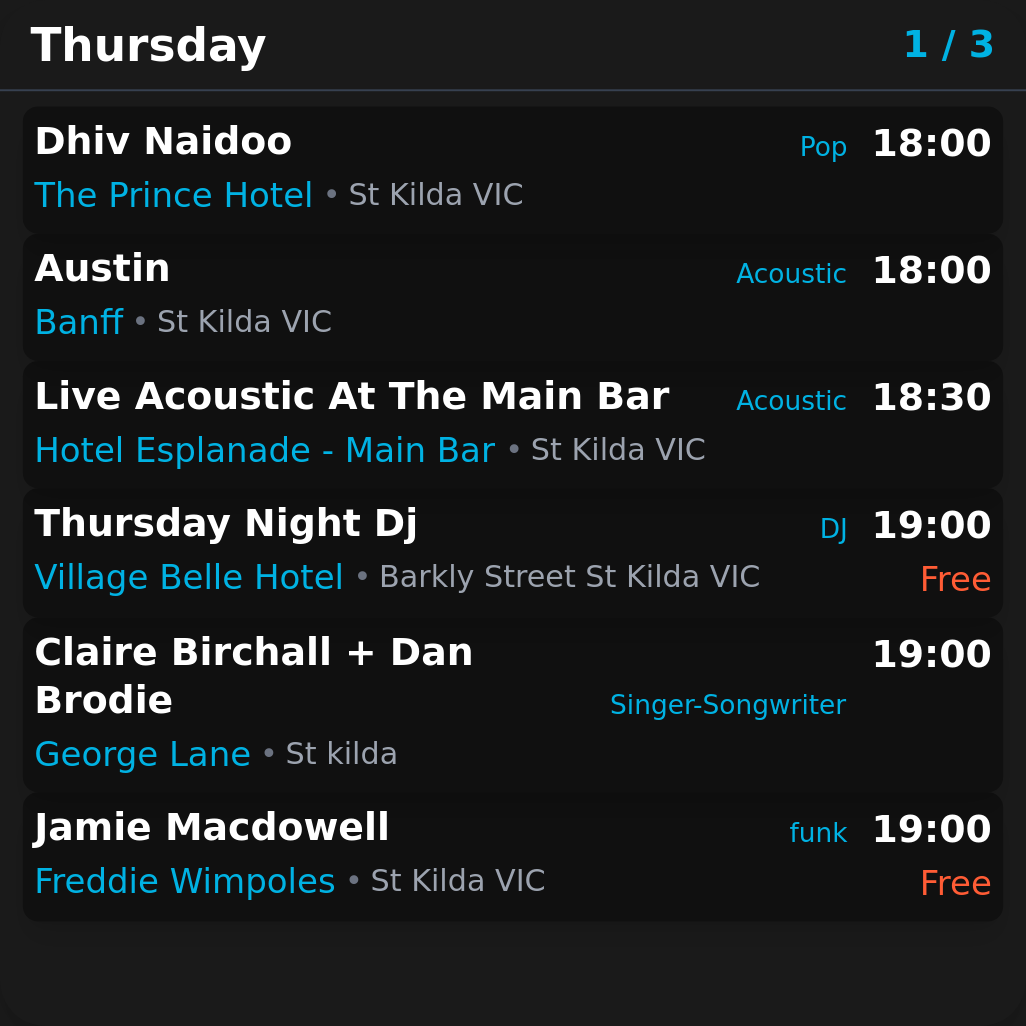 Thursday 1 / 3
Dhiv Naidoo Pop 18:00
The Prince Hotel • St Kilda VIC
Austin Acoustic 18:00
Banff • St Kilda VIC
Live Acoustic At The Main Bar Acoustic 18:30
Hotel Esplanade - Main Bar • St Kilda VIC
Thursday Night Dj DJ 19:00
Village Belle Hotel • Barkly Street St Kilda VIC Free
Claire Birchall + Dan 19:00
Brodie Singer-Songwriter
George Lane • St kilda
Jamie Macdowell funk 19:00
Freddie Wimpoles • St Kilda VIC Free